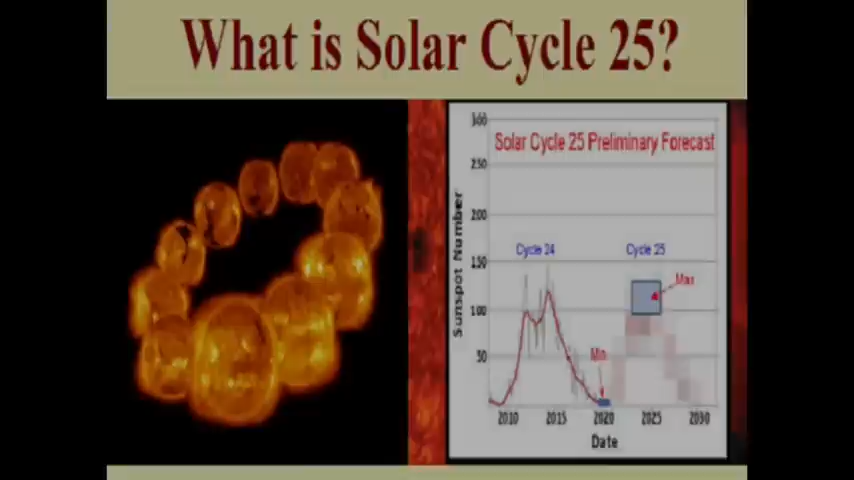 What is Solar Cycle 25?
Solar Cycle 25 Preliminary Forecast
300
250
200
150
100
50
Sunspot Number
Cycle 24
Cycle 25
Max
Min
2010 2015 2020 2025 2030
Date